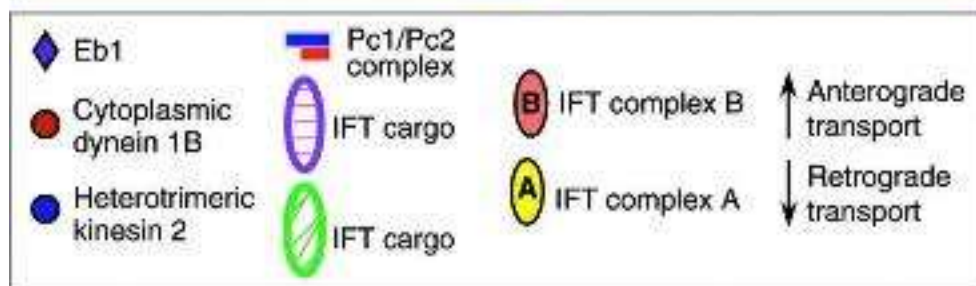 Eb1
Cytoplasmic
dynein 1B
Heterotrimeric
kinesin 2
Pc1/Pc2
complex
IFT cargo
IFT cargo
B IFT complex B
A IFT complex A
Anterograde
transport
Retrograde
transport